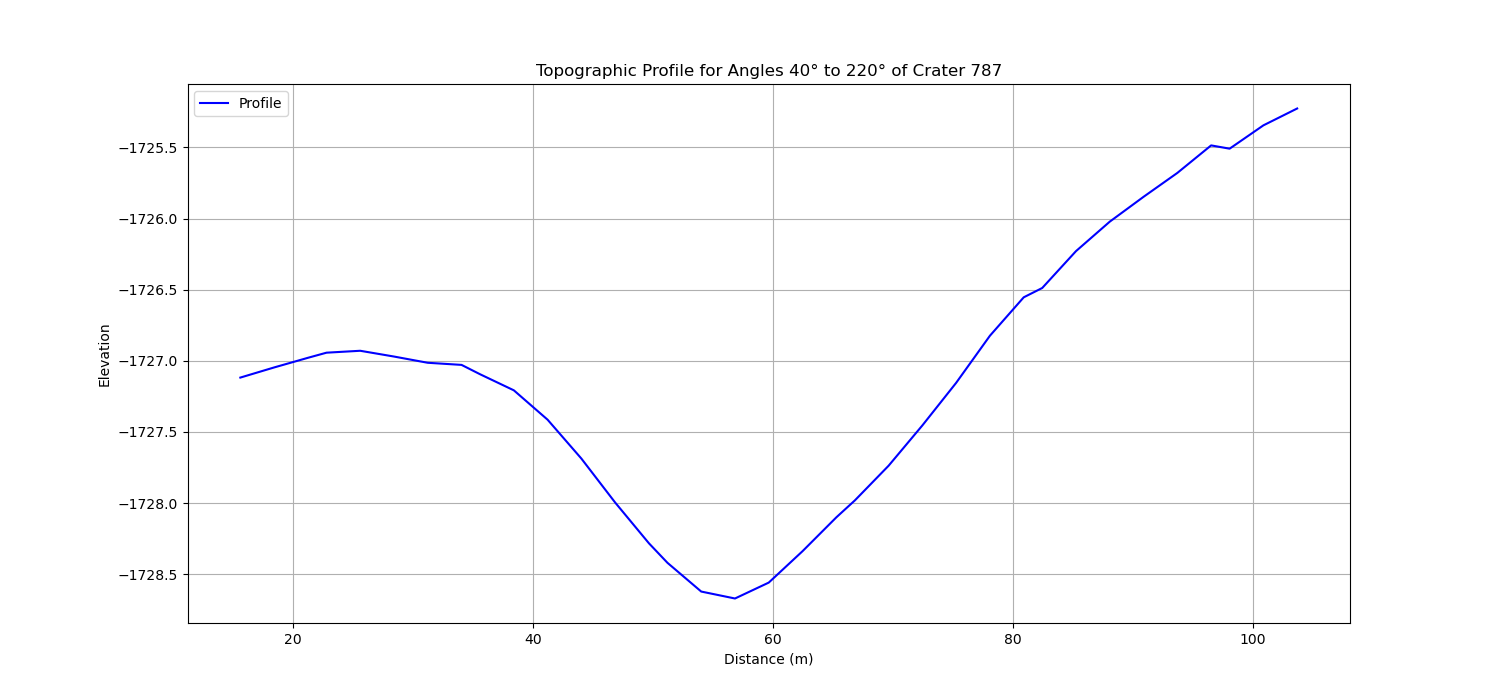 Topographic Profile for Angles 40° to 220° of Crater 787
Profile
−1725.5
−1726.0
−1726.5
−1727.0
−1727.5
−1728.0
−1728.5
Elevation
20 40 60 80 100
Distance (m)